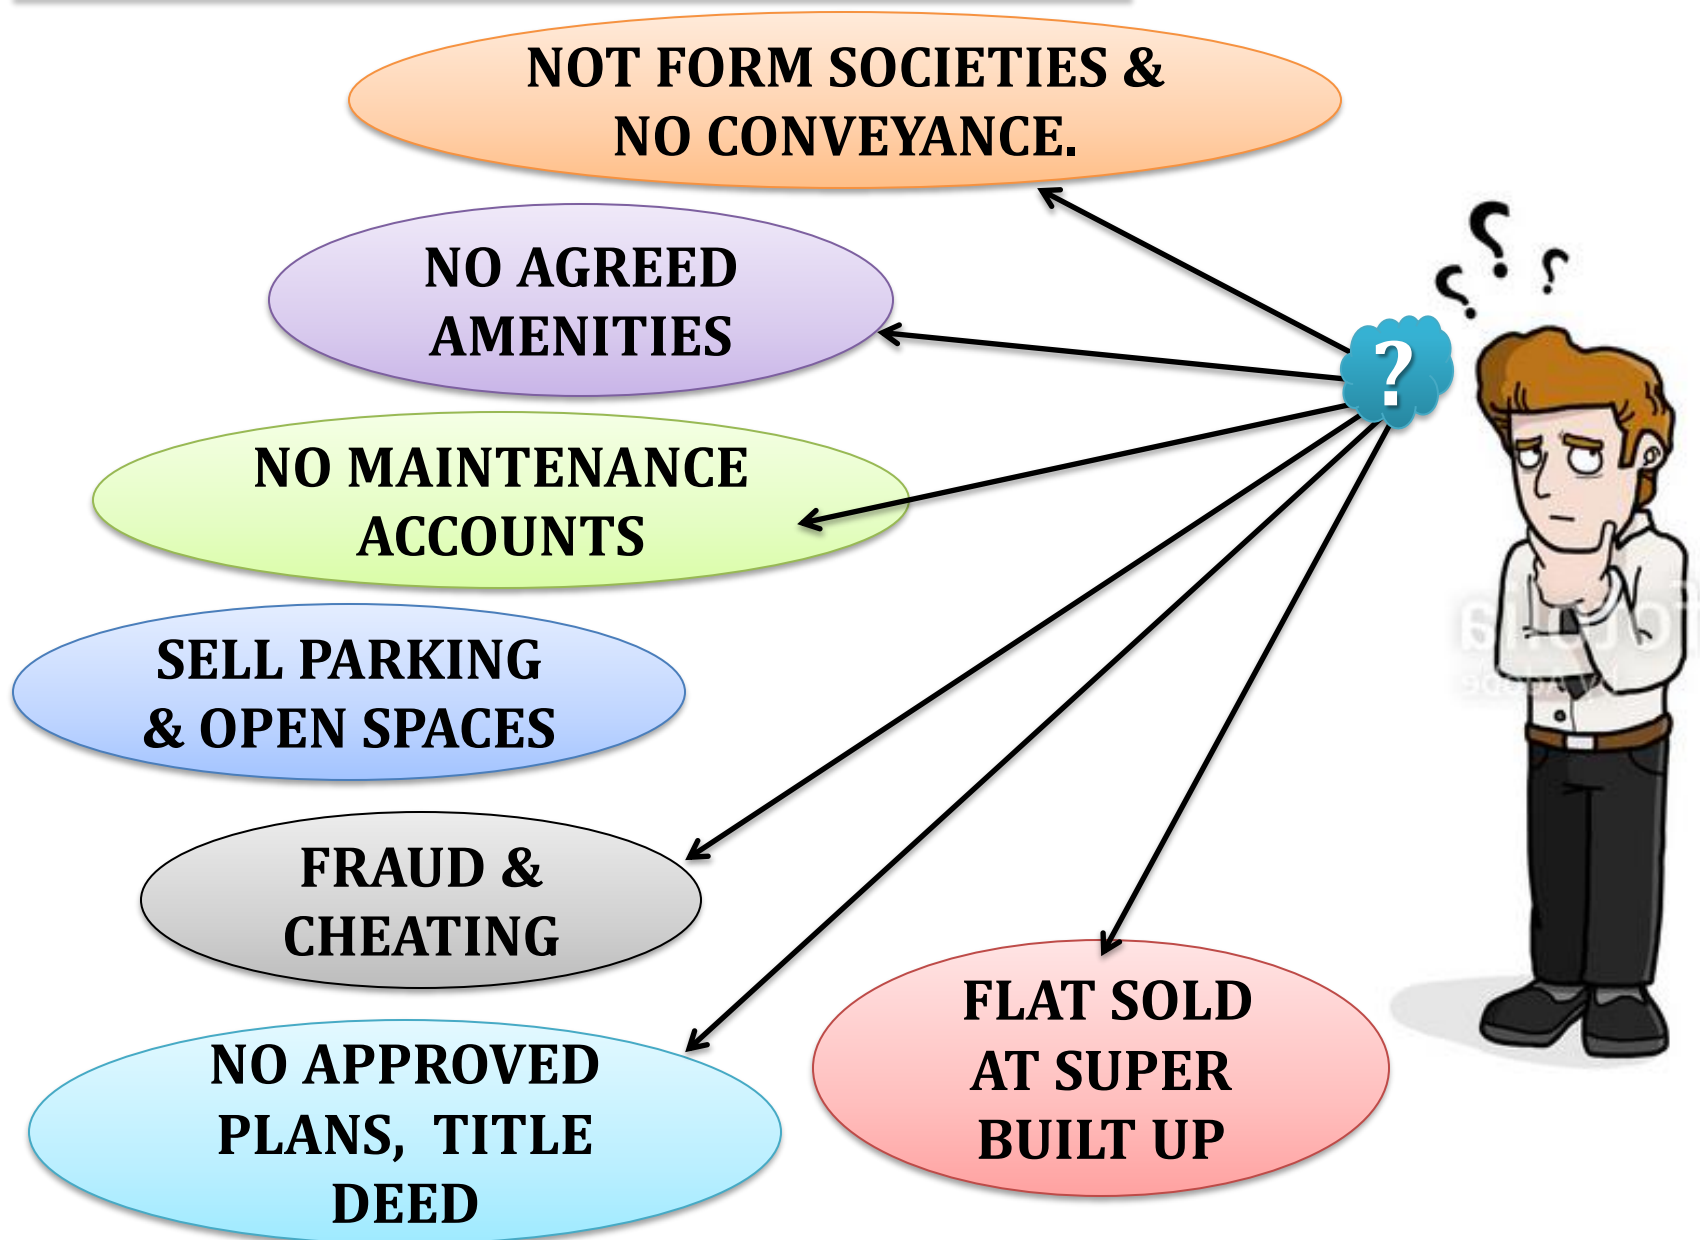 NOT FORM SOCIETIES &
NO CONVEYANCE.
NO AGREED
AMENITIES
NO MAINTENANCE
ACCOUNTS
SELL PARKING
& OPEN SPACES
FRAUD &
CHEATING
NO APPROVED
PLANS, TITLE
DEED
FLAT SOLD
AT SUPER
BUILT UP
?
? ? ?